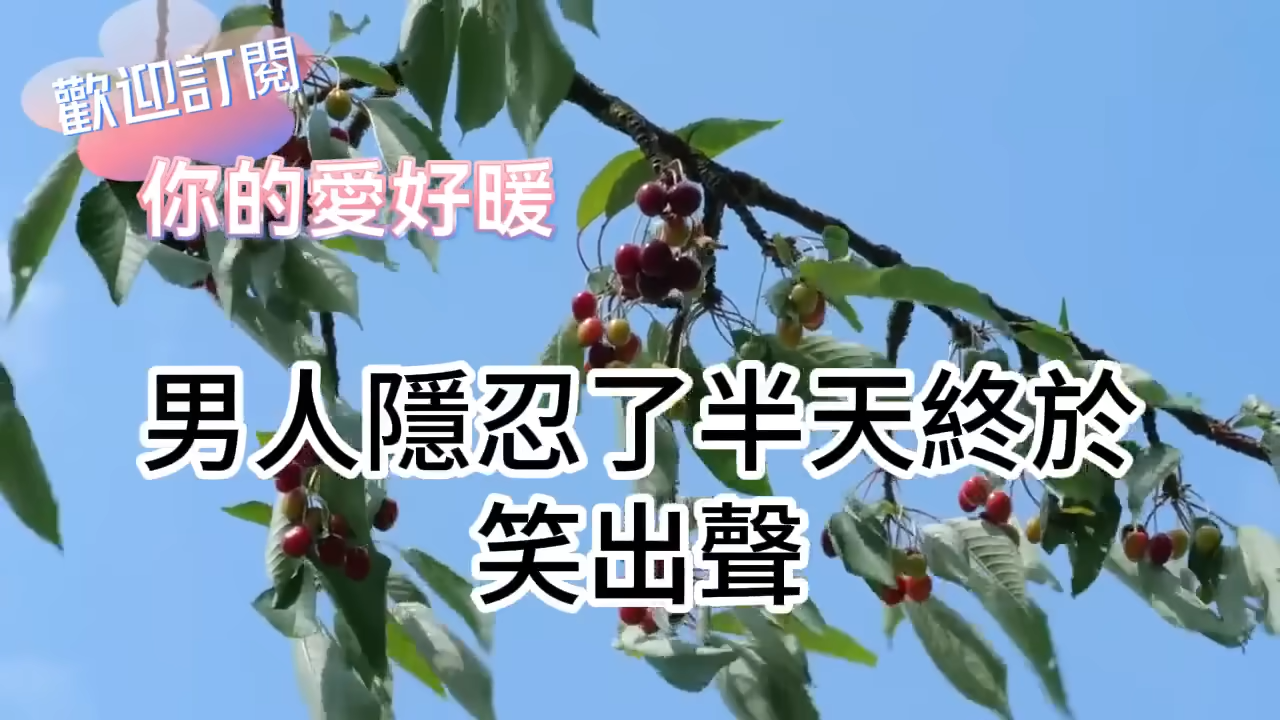 歡迎訂閱
你的愛好暖
男人隱忍了半天終於
笑出聲